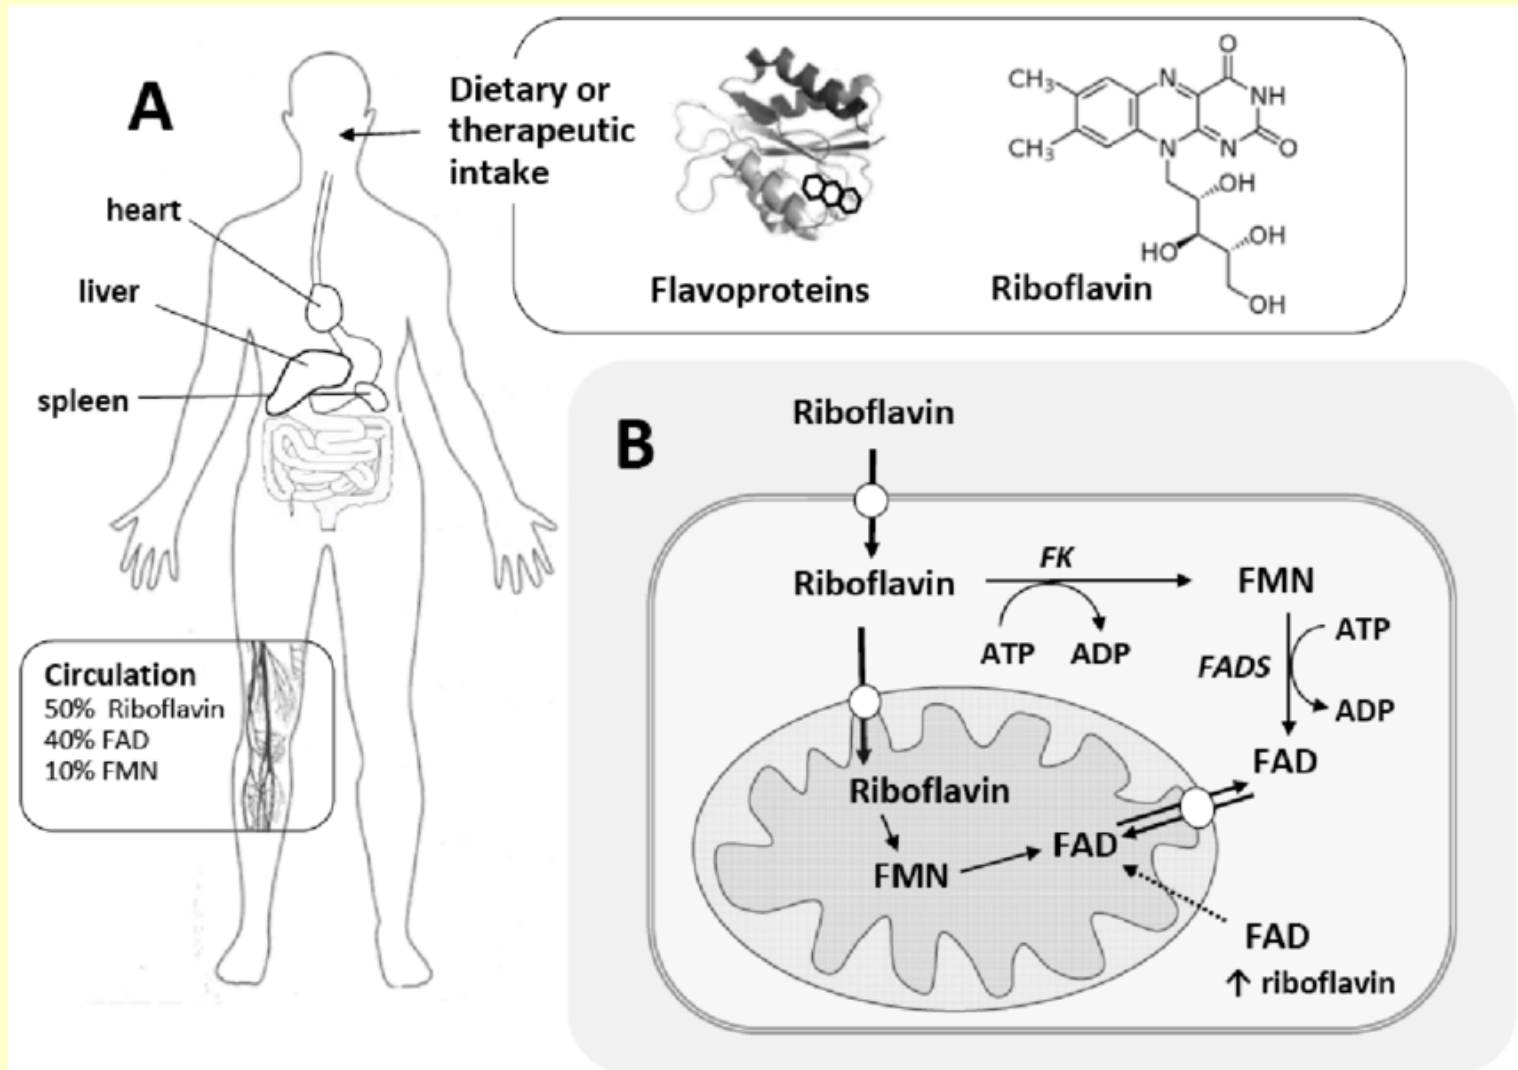 A
Dietary or
therapeutic
intake
heart
liver
spleen
Flavoproteins
Riboflavin
CH₃
CH₃
N
N
N
NH
O
O
OH
HO
OH
OH
Circulation
50% Riboflavin
40% FAD
10% FMN
B
Riboflavin
Riboflavin
FK
FMN
ATP
ADP
FADS
ATP
ADP
FAD
Riboflavin
FMN
FAD
FAD
↑ riboflavin